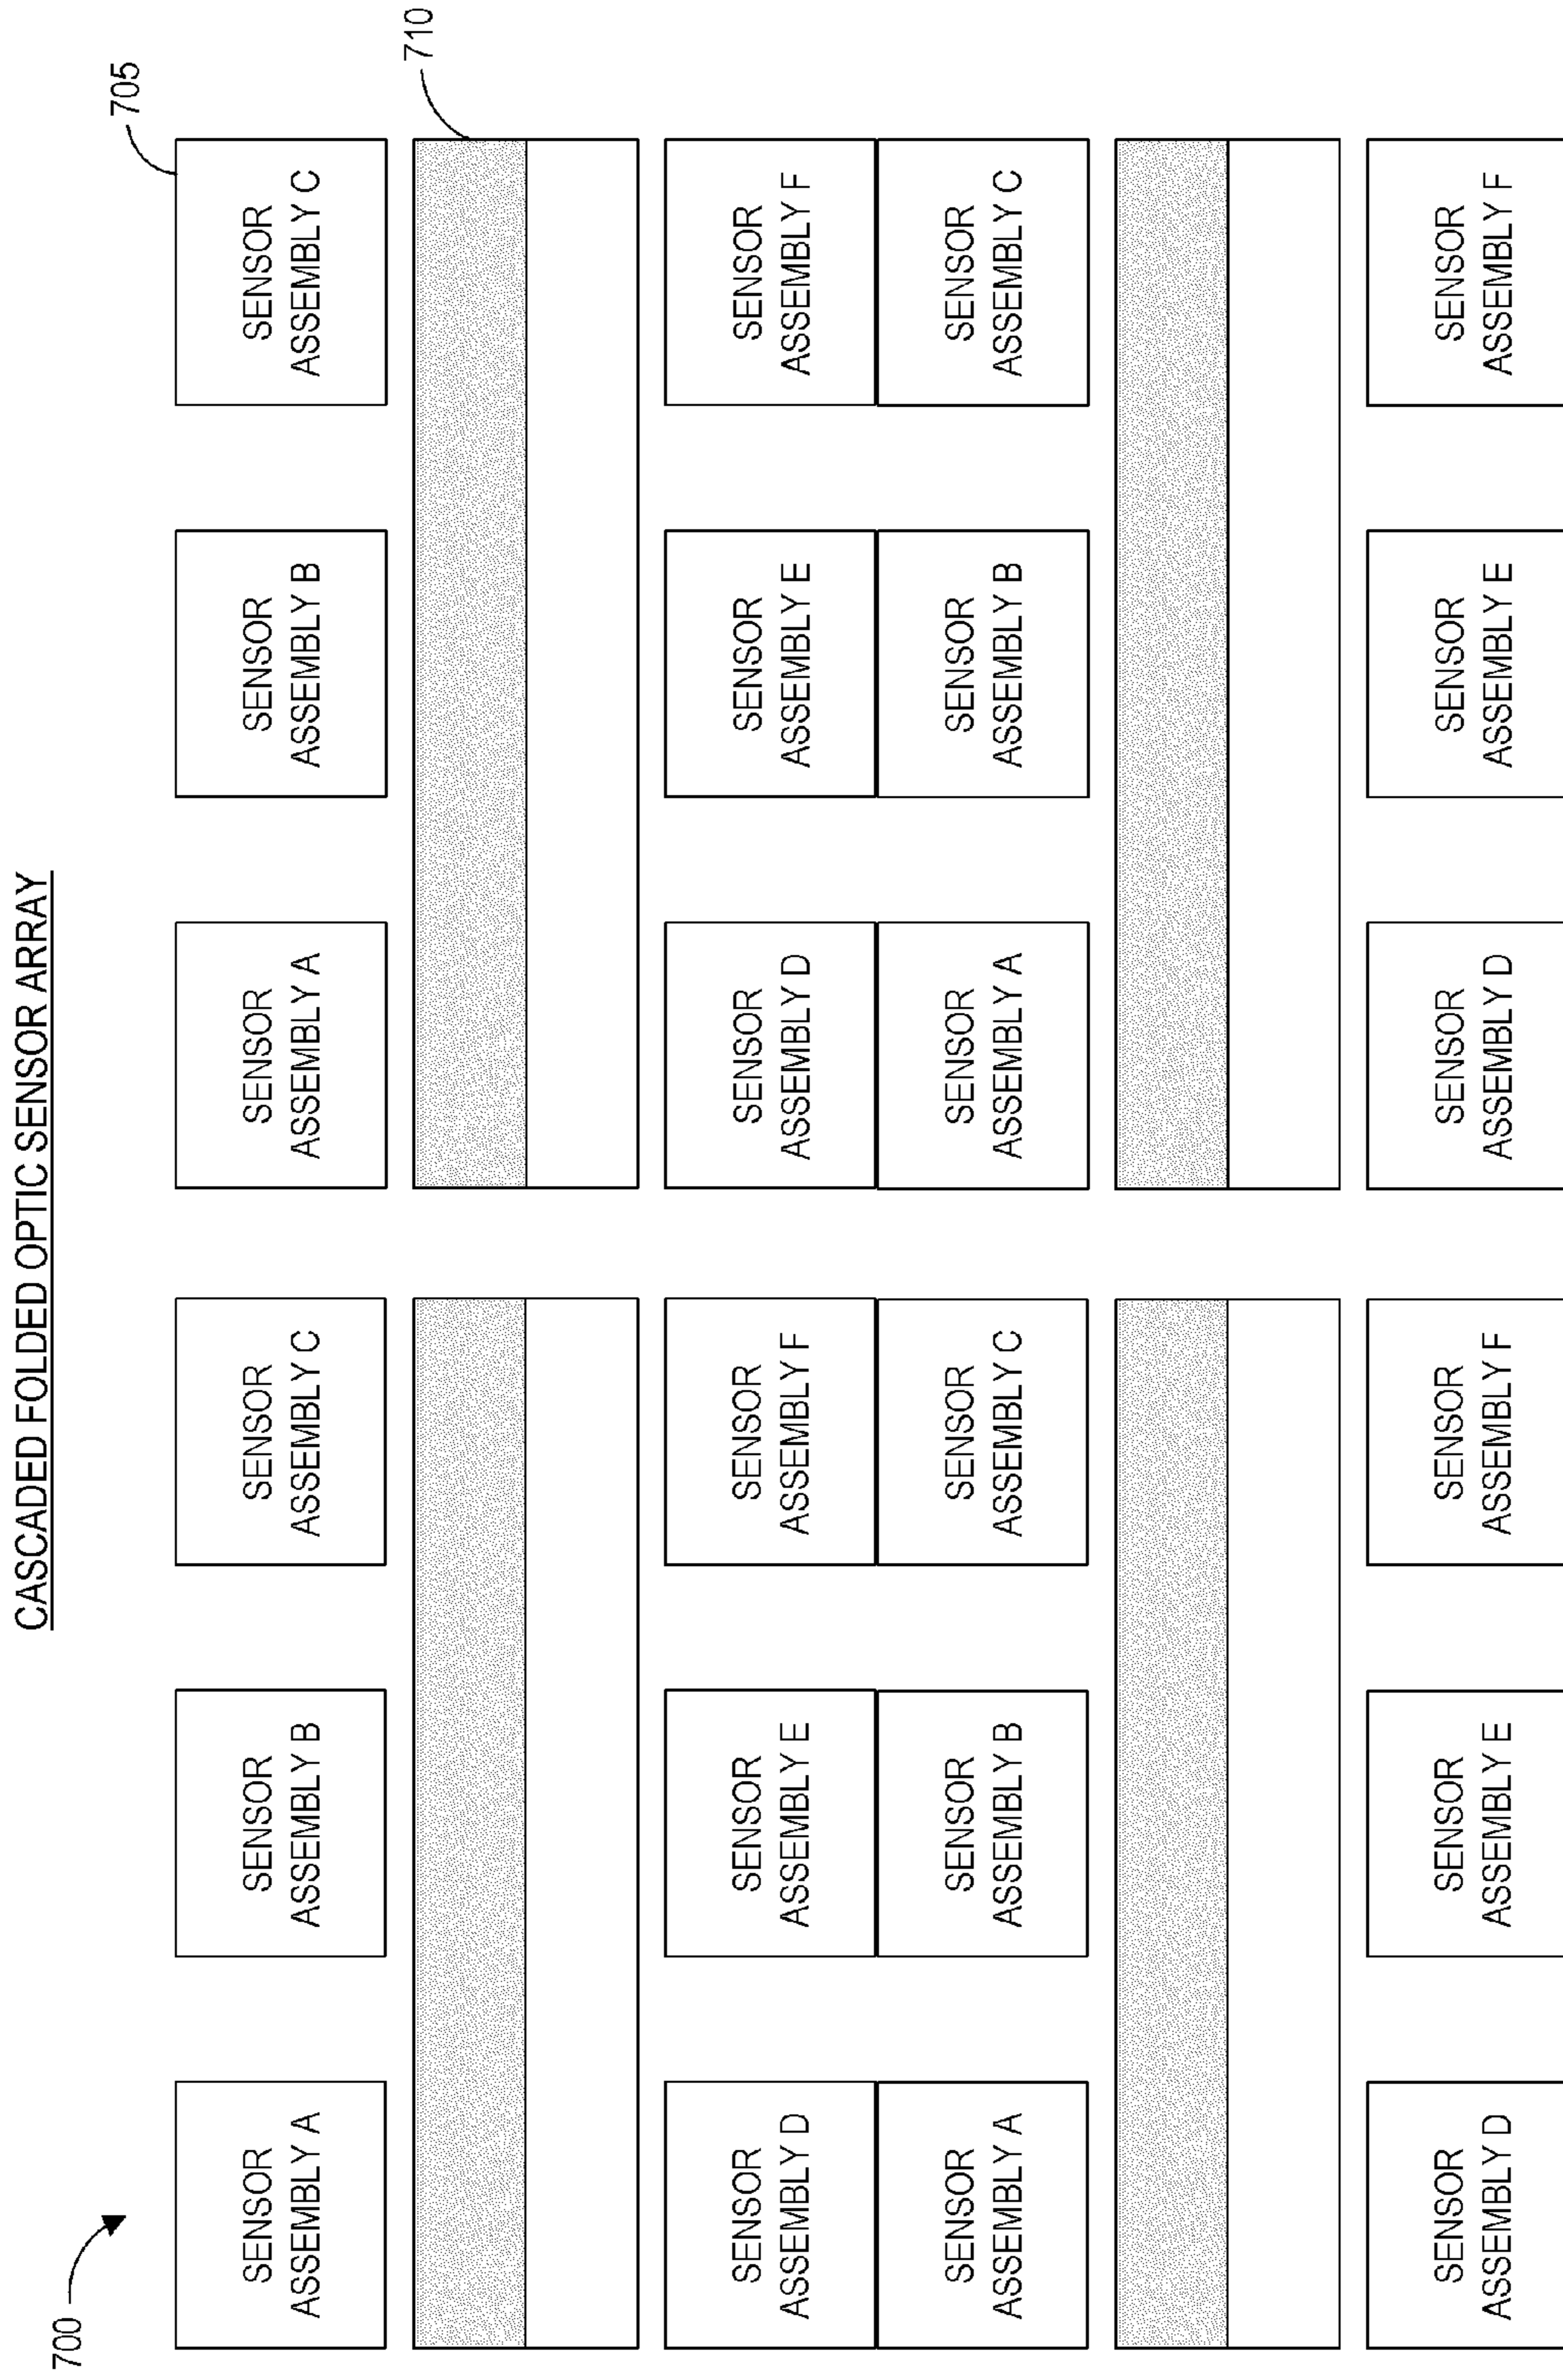 CASCADED FOLDED OPTIC SENSOR ARRAY
700
705
SENSOR
ASSEMBLY A
SENSOR
ASSEMBLY B
SENSOR
ASSEMBLY C
SENSOR
ASSEMBLY A
SENSOR
ASSEMBLY B
SENSOR
ASSEMBLY C
710
SENSOR
ASSEMBLY D
SENSOR
ASSEMBLY E
SENSOR
ASSEMBLY F
SENSOR
ASSEMBLY D
SENSOR
ASSEMBLY E
SENSOR
ASSEMBLY F
SENSOR
ASSEMBLY A
SENSOR
ASSEMBLY B
SENSOR
ASSEMBLY C
SENSOR
ASSEMBLY A
SENSOR
ASSEMBLY B
SENSOR
ASSEMBLY C
SENSOR
ASSEMBLY D
SENSOR
ASSEMBLY E
SENSOR
ASSEMBLY F
SENSOR
ASSEMBLY D
SENSOR
ASSEMBLY E
SENSOR
ASSEMBLY F